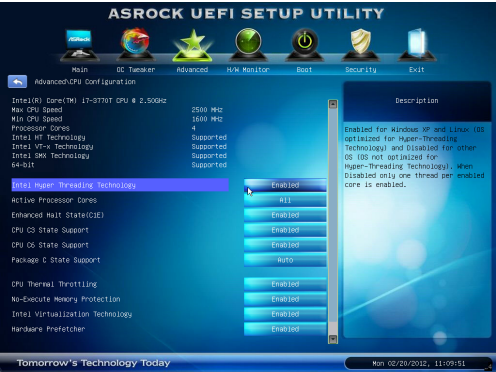 ASROCK UEFI SETUP UTILITY
ASRock
Main
OC Tweaker
Advanced
H/W Monitor
Boot
Security
Exit
Advanced\CPU Configuration
Intel(R) Core(TM) i7-3770T CPU @ 2.50GHz
Max CPU Speed 2500 MHz
Min CPU Speed 1600 MHz
Processor Cores 4
Intel HT Technology Supported
Intel VT-x Technology Supported
Intel SMX Technology Supported
64-bit Supported
Intel Hyper Threading Technology Enabled
Active Processor Cores All
Enhanced Halt State(C1E) Enabled
CPU C3 State Support Enabled
CPU C6 State Support Enabled
Package C State Support Auto
CPU Thermal Throttling Enabled
No-Execute Memory Protection Enabled
Intel Virtualization Technology Enabled
Hardware Prefetcher Enabled
Description
Enabled for Windows XP and Linux (OS
optimized for Hyper-Threading
Technology) and Disabled for other
OS (OS not optimized for
Hyper-Threading Technology). When
Disabled only one thread per enabled
core is enabled.
Tomorrow's Technology Today
Mon 02/20/2012, 11:09:51